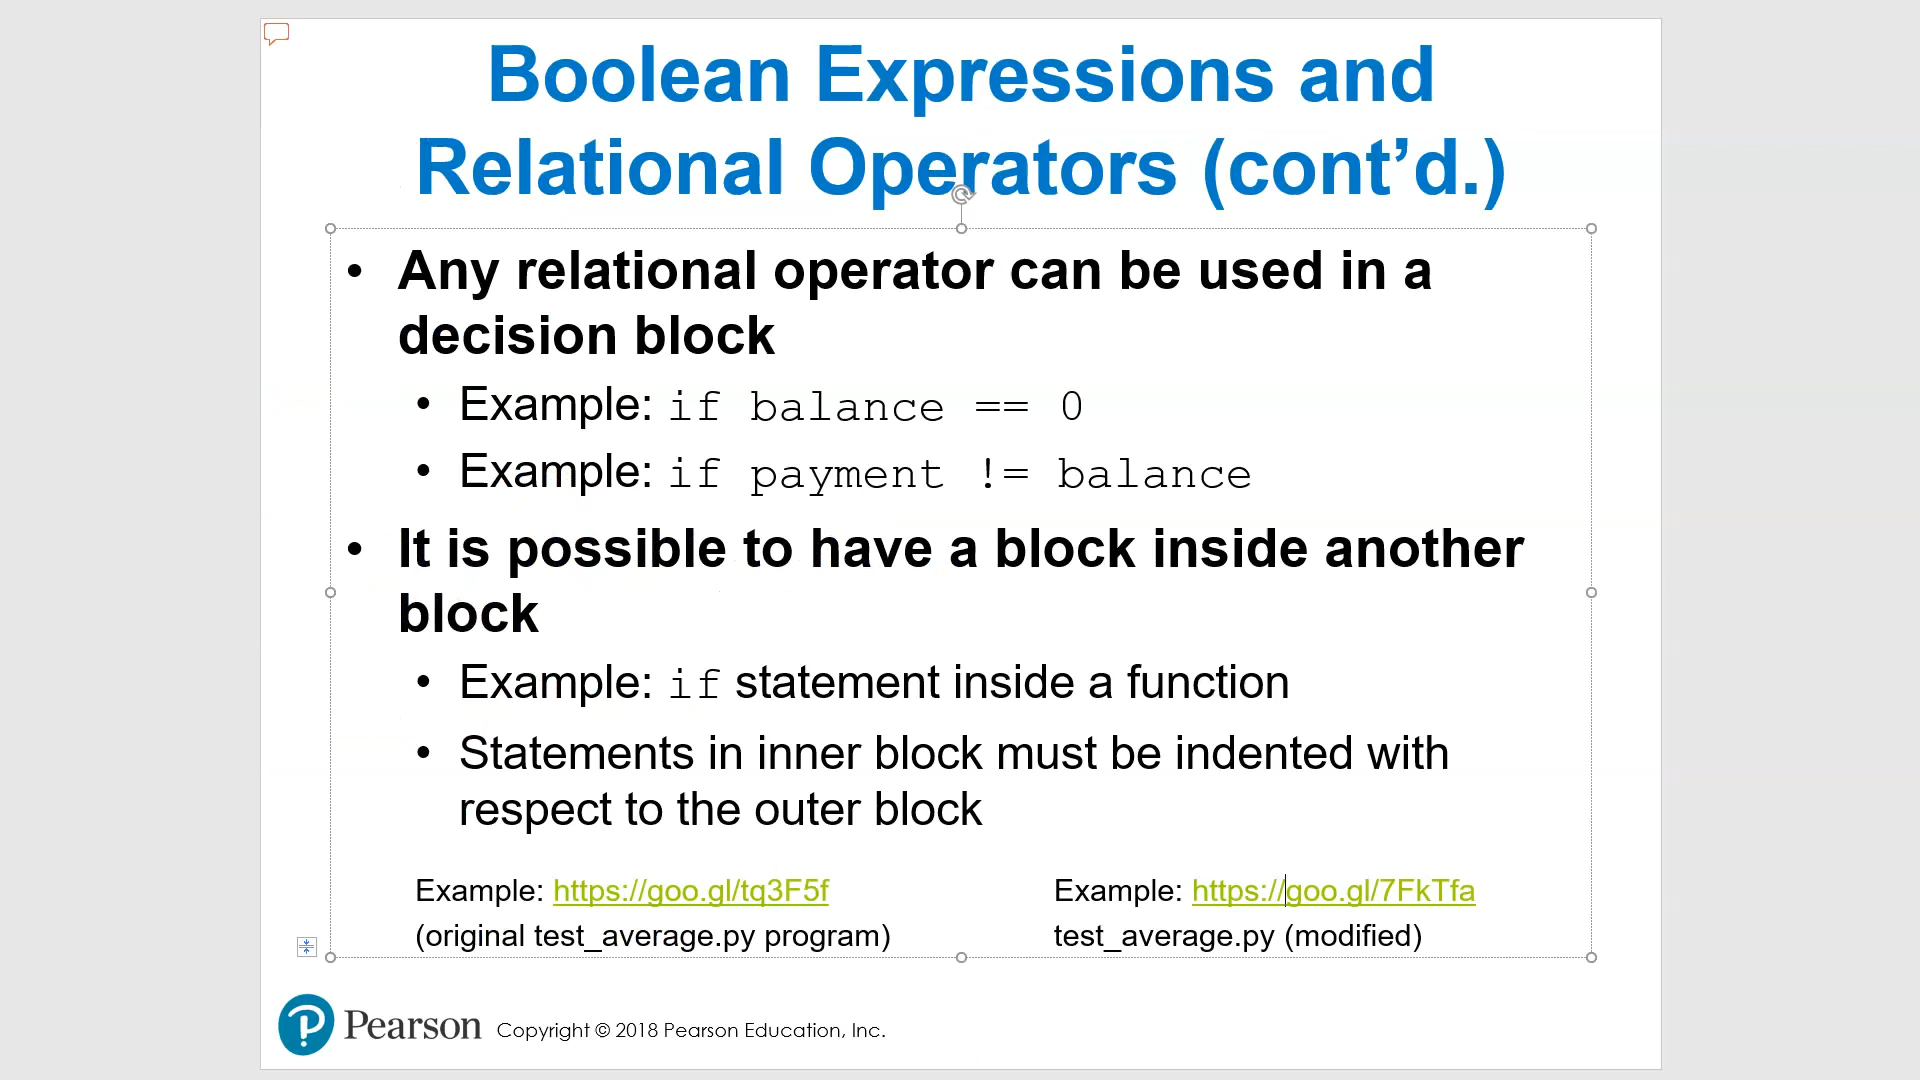 Boolean Expressions and
Relational Operators (cont’d.)
• Any relational operator can be used in a
decision block
• Example: if balance == 0
• Example: if payment != balance
• It is possible to have a block inside another
block
• Example: if statement inside a function
• Statements in inner block must be indented with
respect to the outer block
Example: https://goo.gl/tq3F5f
(original test_average.py program)
Example: https://goo.gl/7FkTfa
test_average.py (modified)
Pearson Copyright © 2018 Pearson Education, Inc.